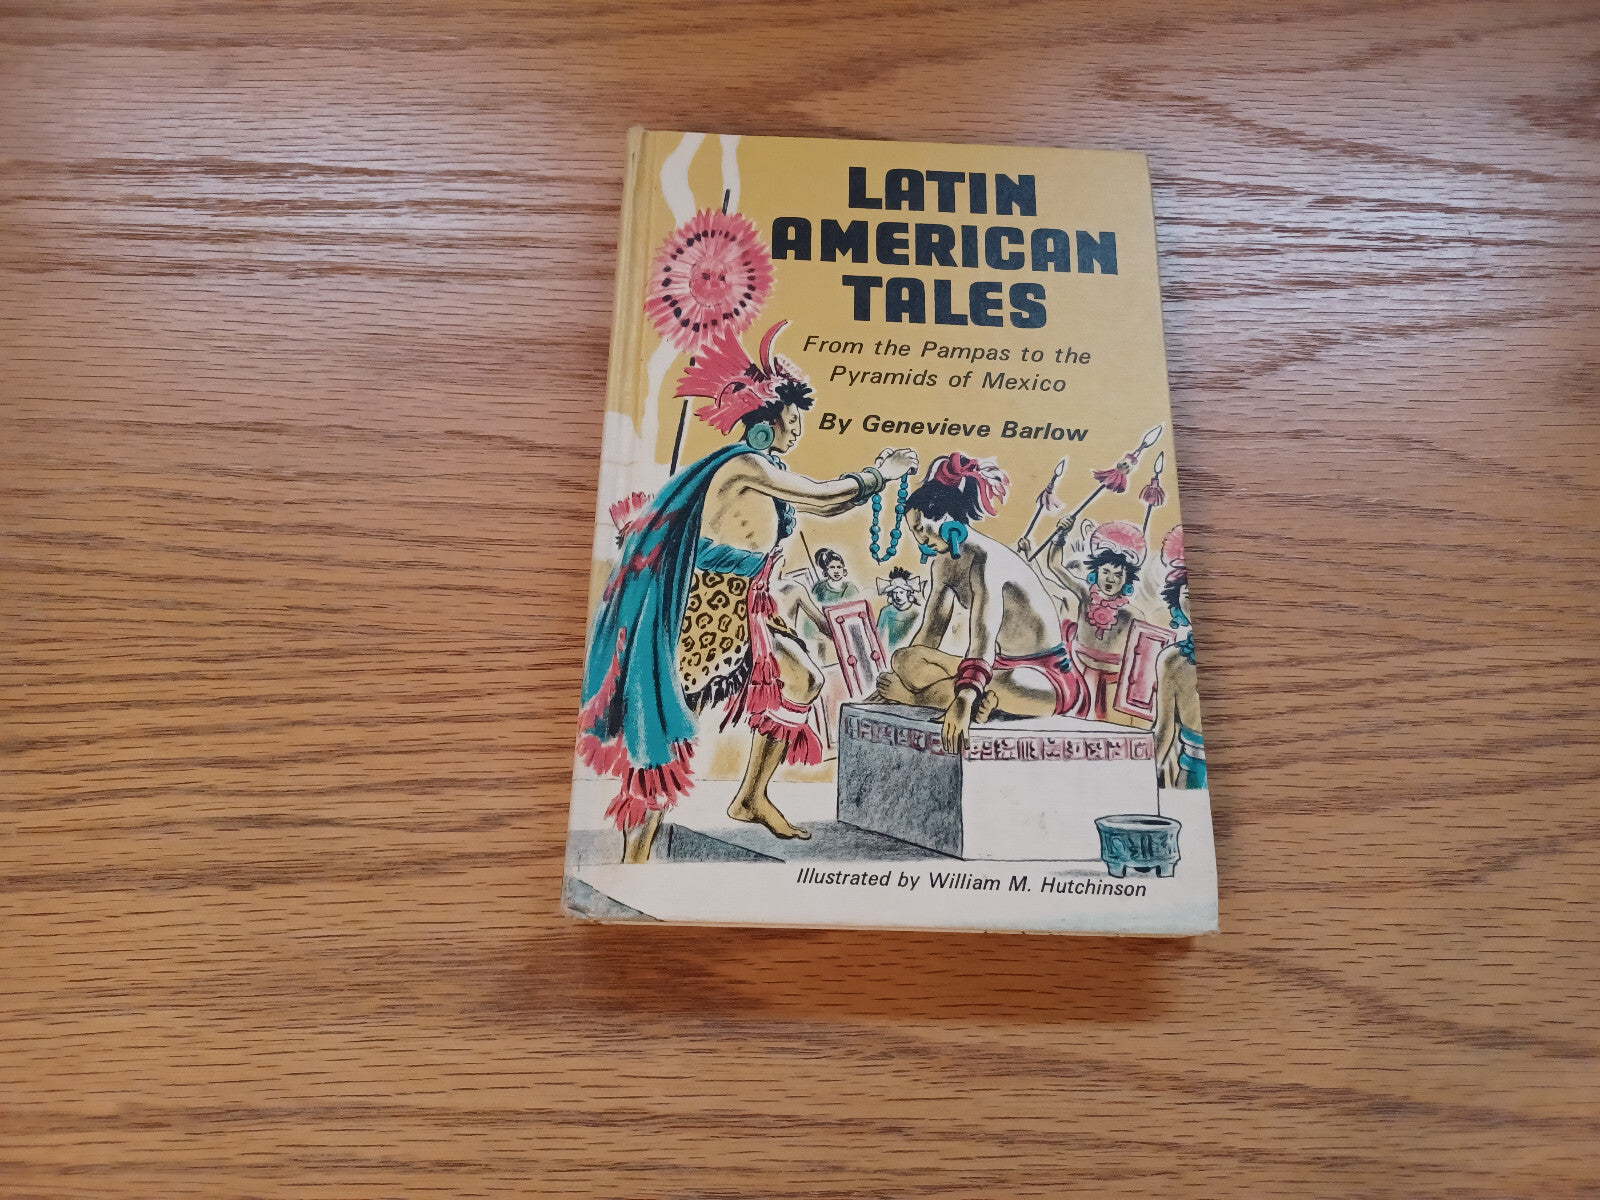 LATIN
AMERICAN
TALES
From the Pampas to the
Pyramids of Mexico
By Genevieve Barlow
Illustrated by William M. Hutchinson